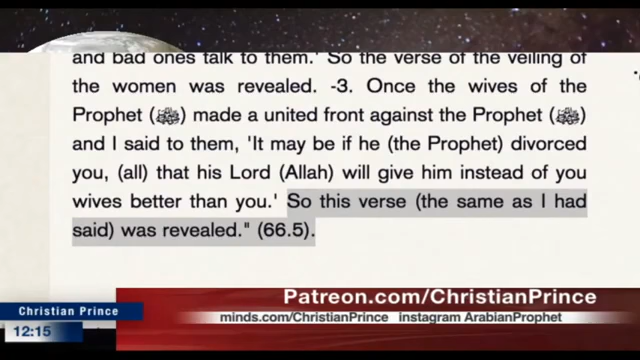 and bad ones talk to them.' So the verse of the veiling of
the women was revealed. -3. Once the wives of the
Prophet (ﷺ) made a united front against the Prophet (ﷺ)
and I said to them, 'It may be if he (the Prophet) divorced
you, (all) that his Lord (Allah) will give him instead of you
wives better than you.' So this verse (the same as I had
said) was revealed." (66.5).
Patreon.com/ChristianPrince
Christian Prince
minds.com/ChristianPrince instagram ArabianProphet
12:15